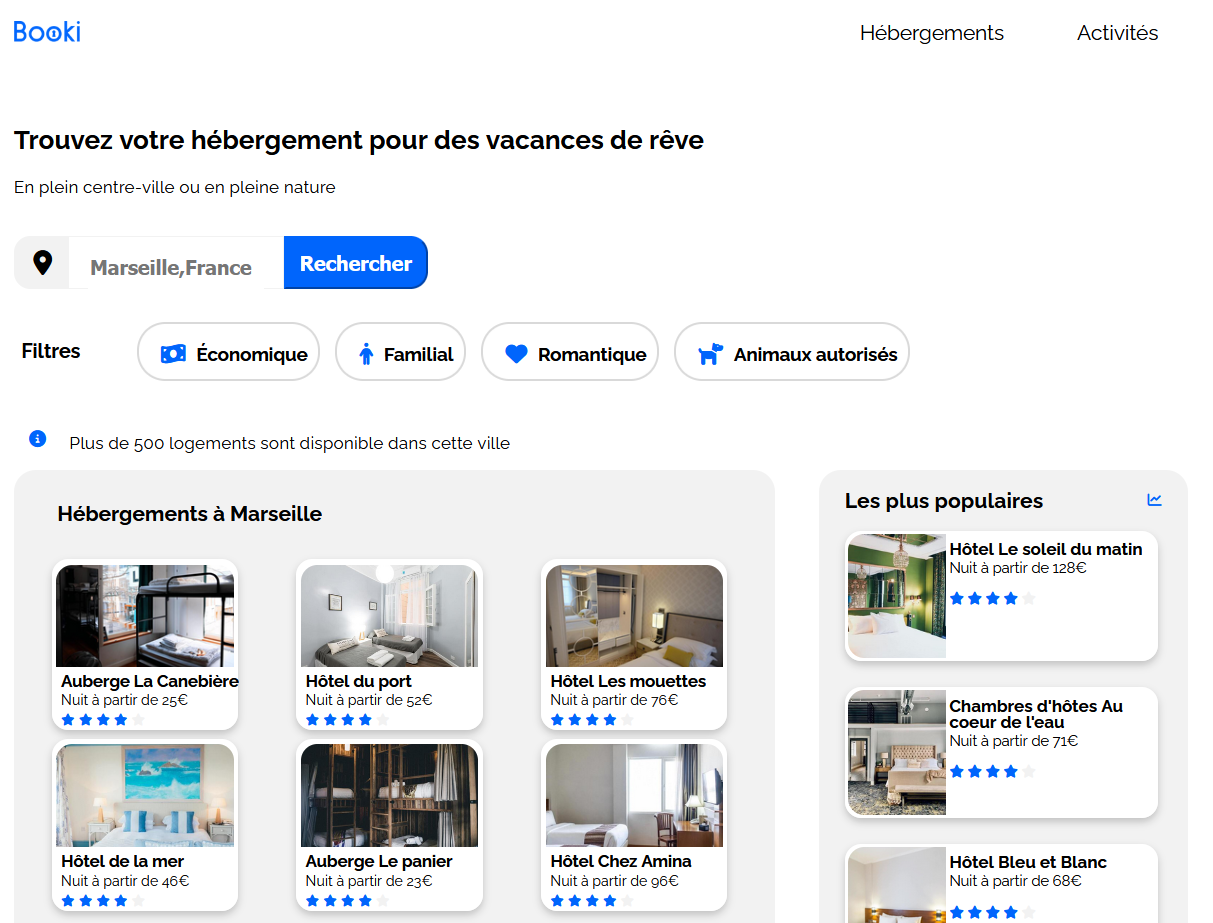 Booki
Hébergements
Activités
Trouvez votre hébergement pour des vacances de rêve
En plein centre-ville ou en pleine nature
Marseille,France
Rechercher
Filtres
Économique
Familial
Romantique
Animaux autorisés
Plus de 500 logements sont disponible dans cette ville
Hébergements à Marseille
Auberge La Canebière
Nuit à partir de 25€
Hôtel du port
Nuit à partir de 52€
Hôtel Les mouettes
Nuit à partir de 76€
Hôtel de la mer
Nuit à partir de 46€
Auberge Le panier
Nuit à partir de 23€
Hôtel Chez Amina
Nuit à partir de 96€
Les plus populaires
Hôtel Le soleil du matin
Nuit à partir de 128€
Chambres d'hôtes Au
coeur de l'eau
Nuit à partir de 71€
Hôtel Bleu et Blanc
Nuit à partir de 68€